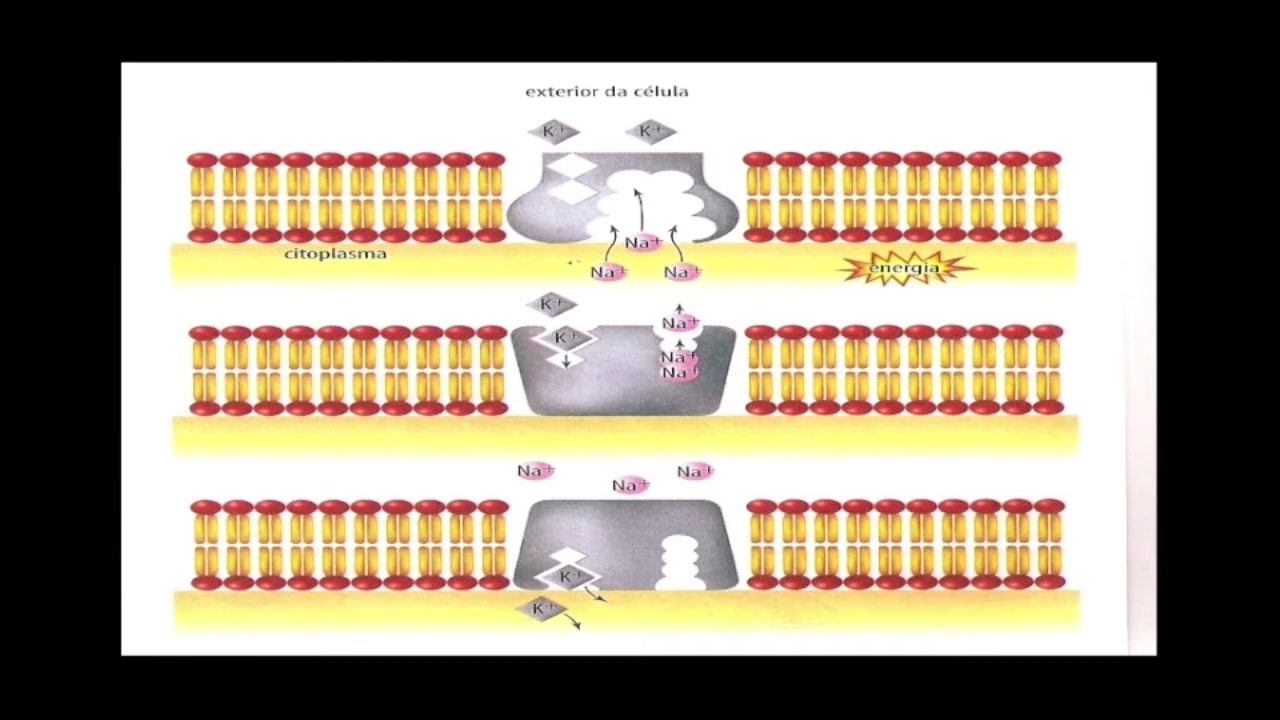 exterior da célula
K+ K+
Na+
citoplasma
Na+ Na+
energia
K+
Na+
K+
Na+
Na+
Na+ Na+
Na+
K+
K+